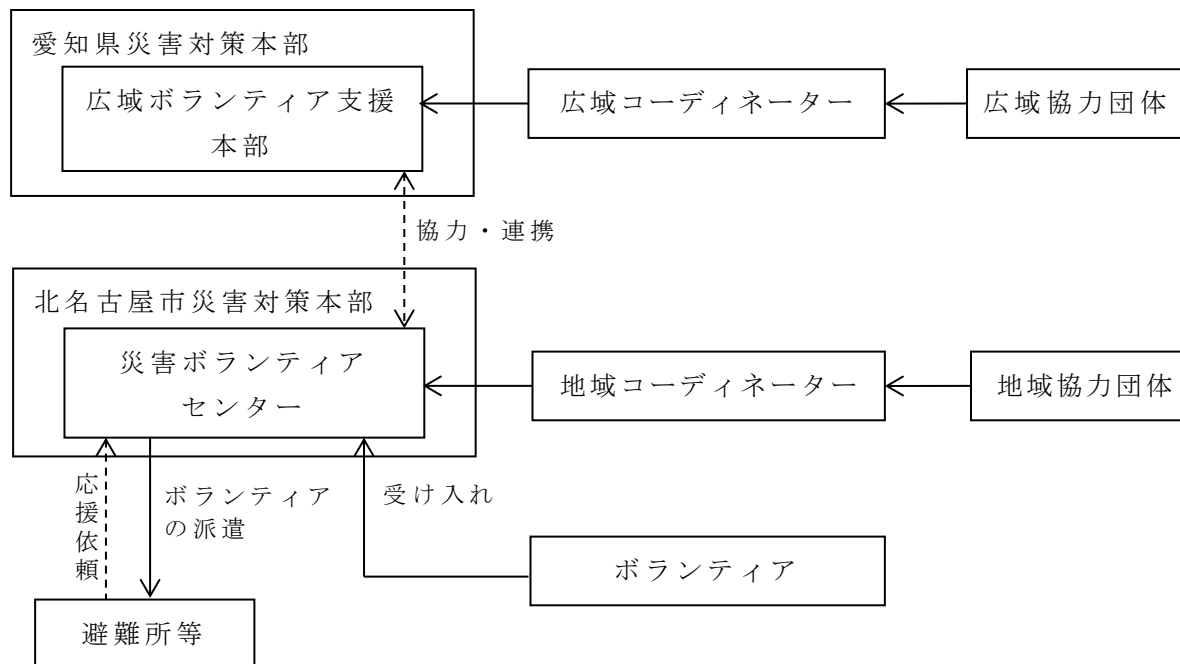 愛知県災害対策本部
広域ボランティア支援
本部
広域コーディネーター
広域協力団体
協力・連携
北名古屋市災害対策本部
災害ボランティア
センター
地域コーディネーター
地域協力団体
応援依頼
ボランティア
の派遣
受け入れ
ボランティア
避難所等